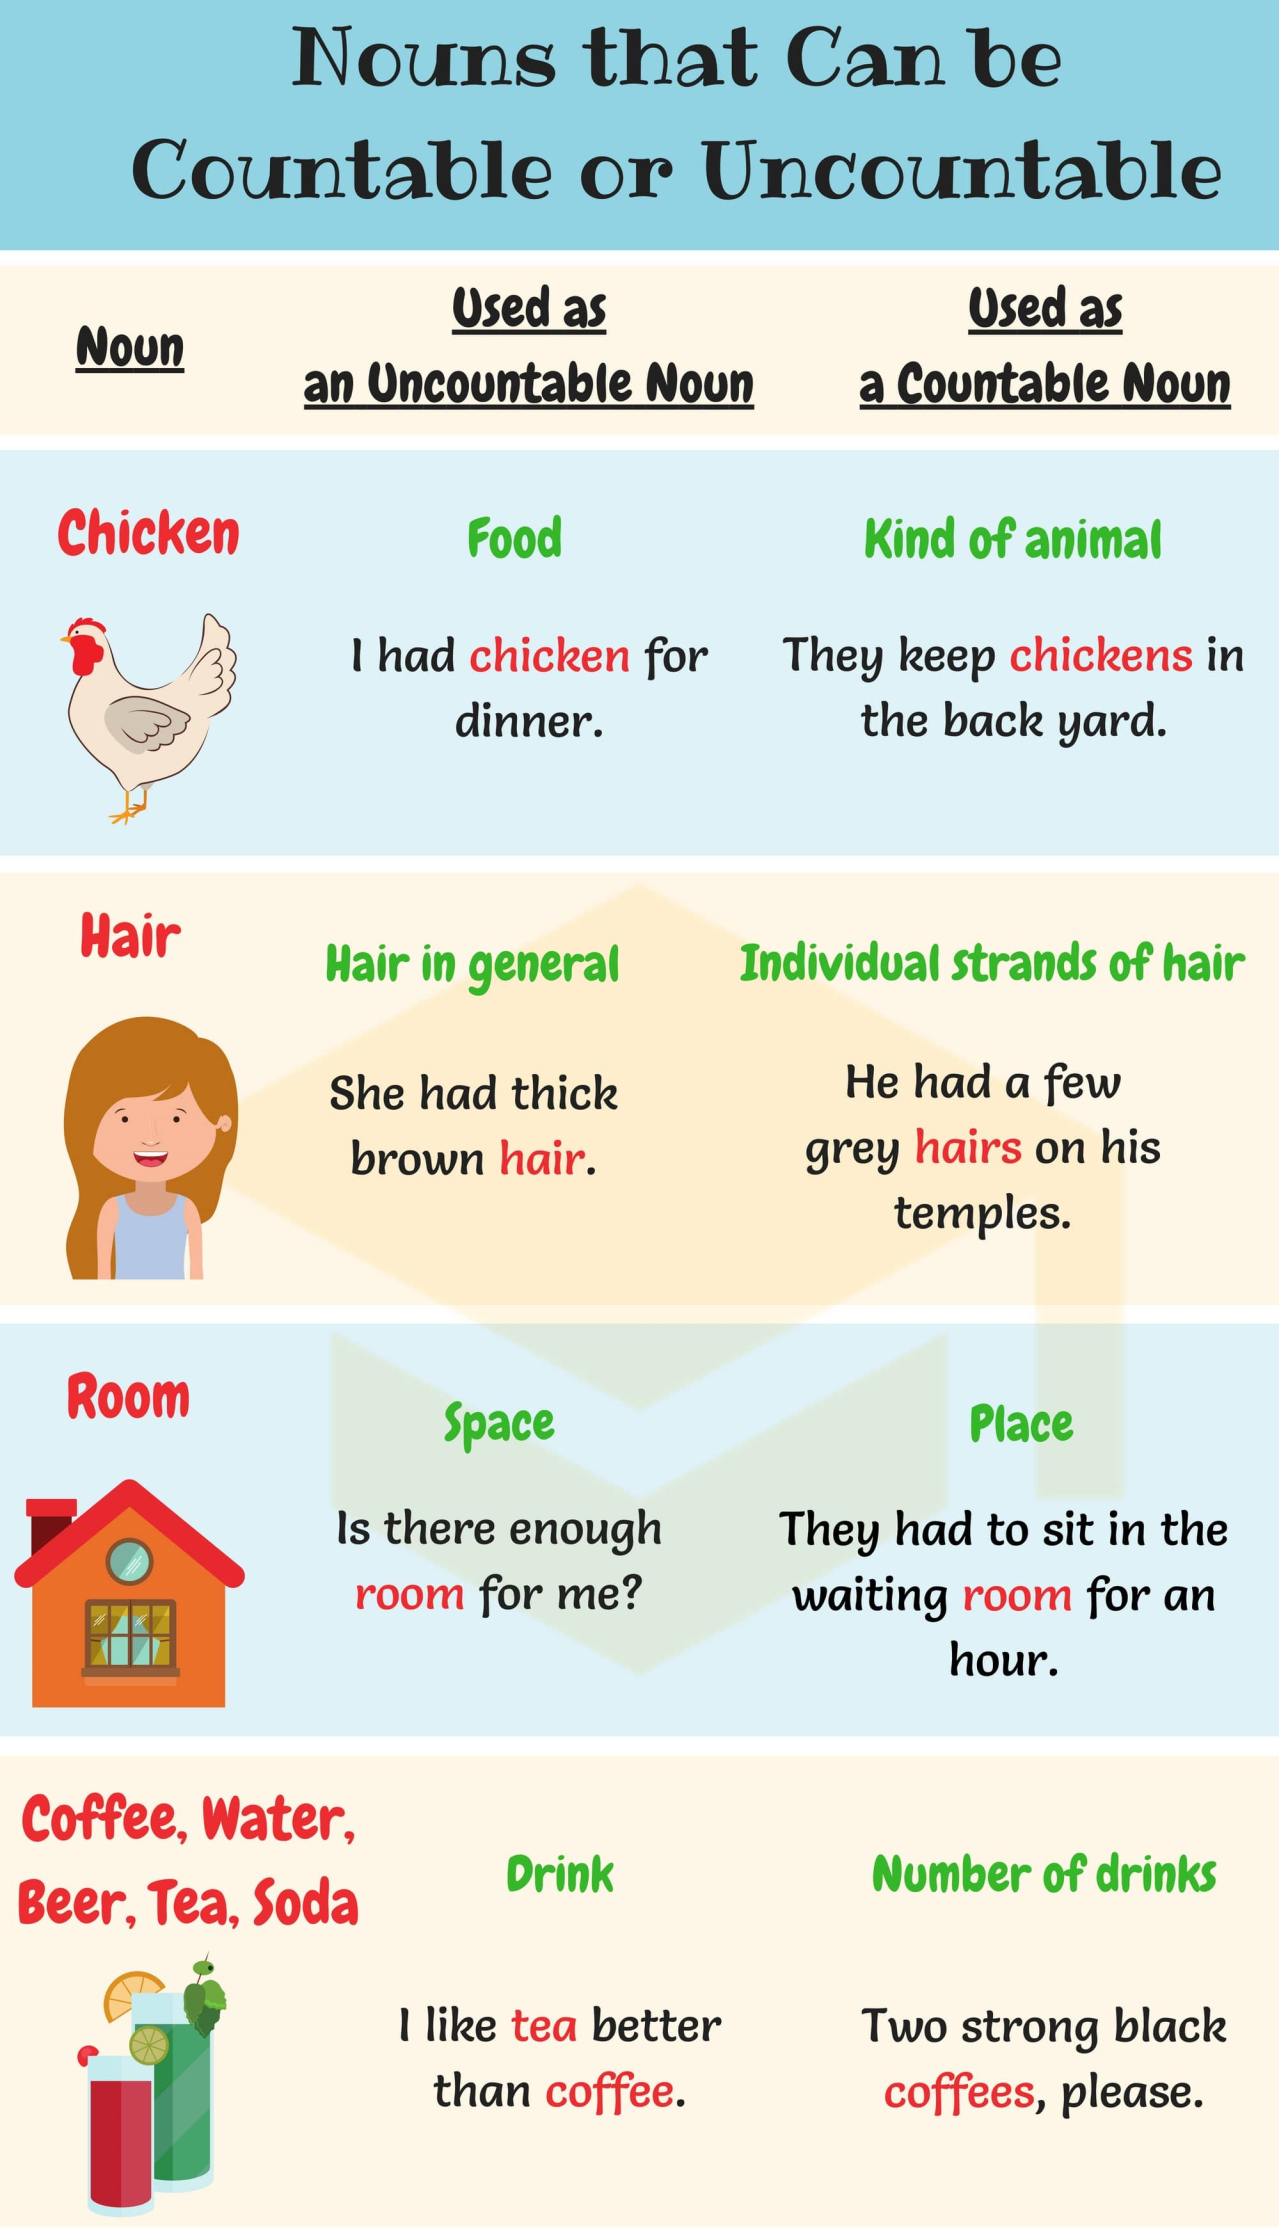 Nouns that Can be
Countable or Uncountable
Noun
Used as
an Uncountable Noun
Used as
a Countable Noun
Chicken
Food
Kind of animal
I had chicken for
dinner.
They keep chickens in
the back yard.
Hair
Hair in general
Individual strands of hair
She had thick
brown hair.
He had a few
grey hairs on his
temples.
Room
Space
Place
Is there enough
room for me?
They had to sit in the
waiting room for an
hour.
Coffee, Water,
Beer, Tea, Soda
Drink
Number of drinks
I like tea better
than coffee.
Two strong black
coffees, please.